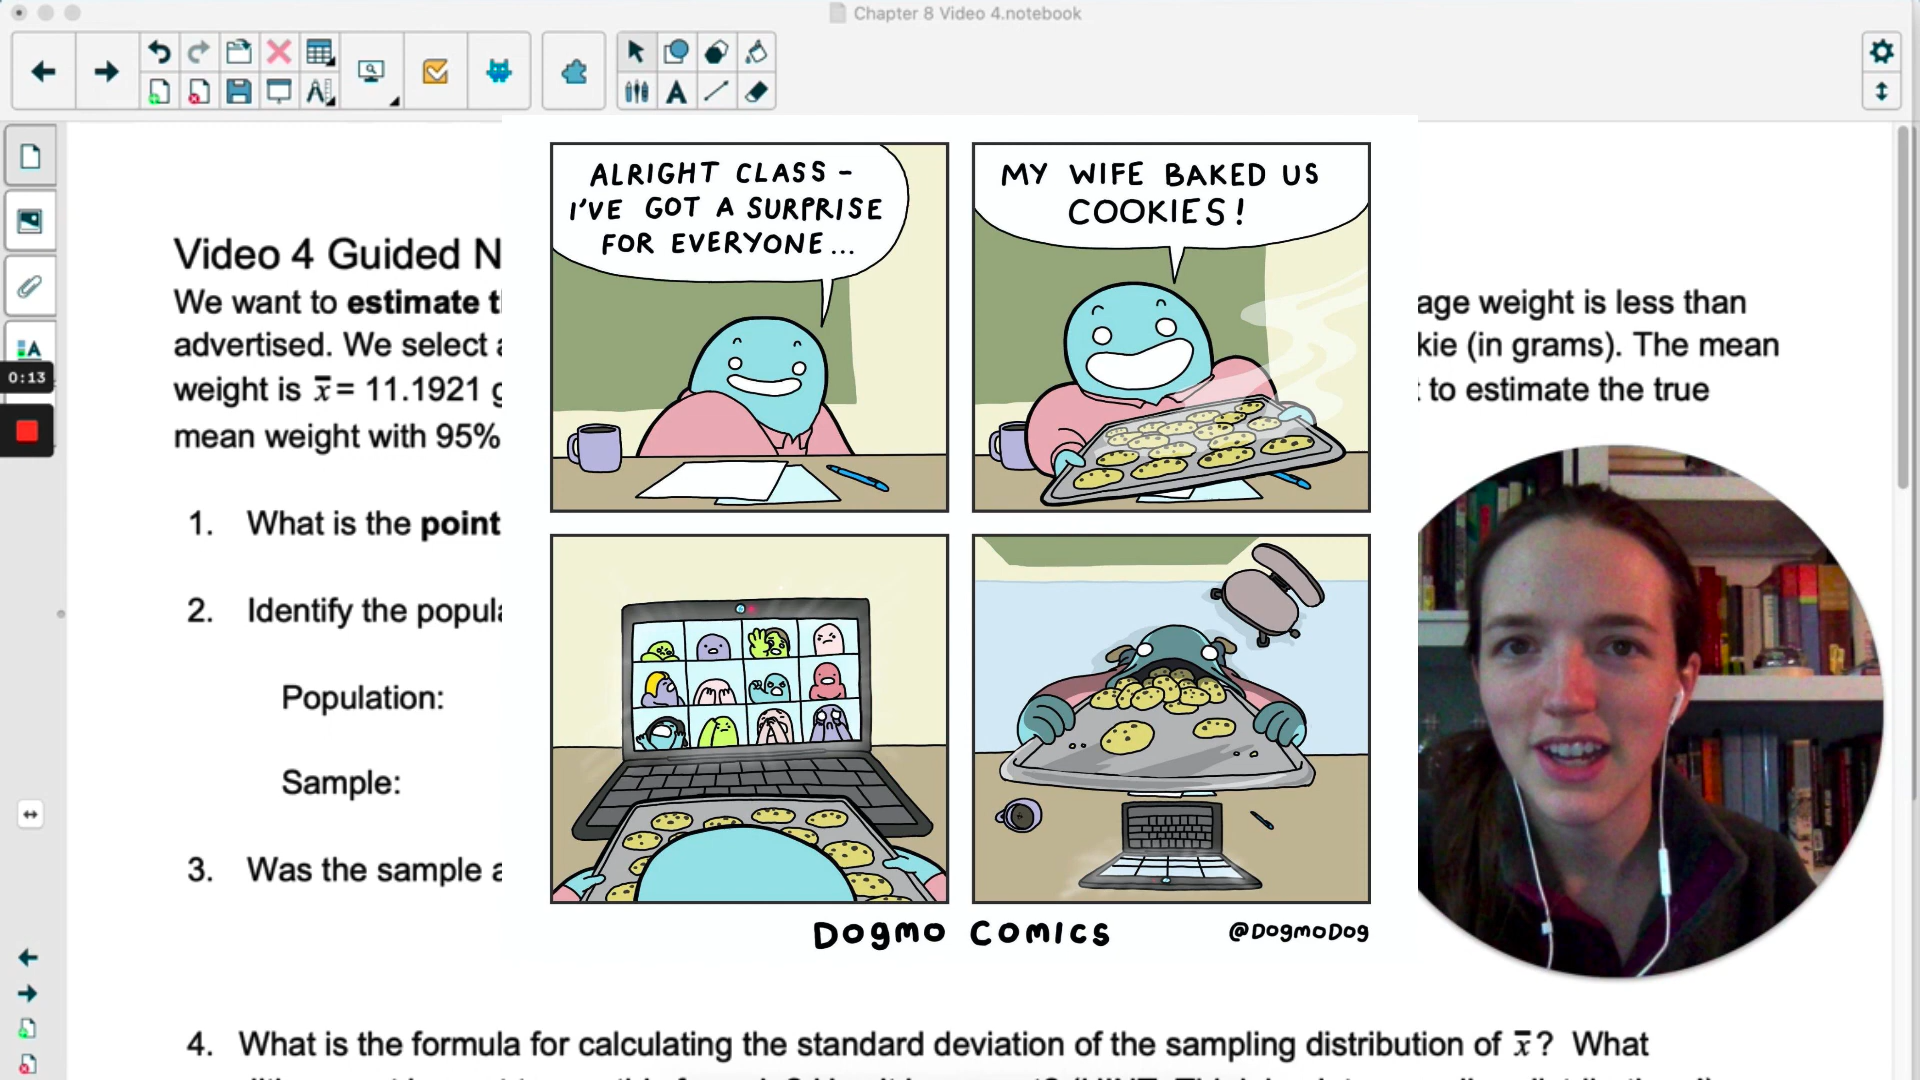 Chapter 8 Video 4.notebook
ALRIGHT CLASS -
I'VE GOT A SURPRISE
FOR EVERYONE...
MY WIFE BAKED US
COOKIES!
Video 4 Guided N
We want to estimate t
age weight is less than
advertised. We select
kie (in grams). The mean
weight is x̅ = 11.1921 g
to estimate the true
mean weight with 95%
0:13
1. What is the point
2. Identify the popul
Population:
Sample:
3. Was the sample a
DOGMO COMICS
@DOGMODOG
4. What is the formula for calculating the standard deviation of the sampling distribution of x̅? What